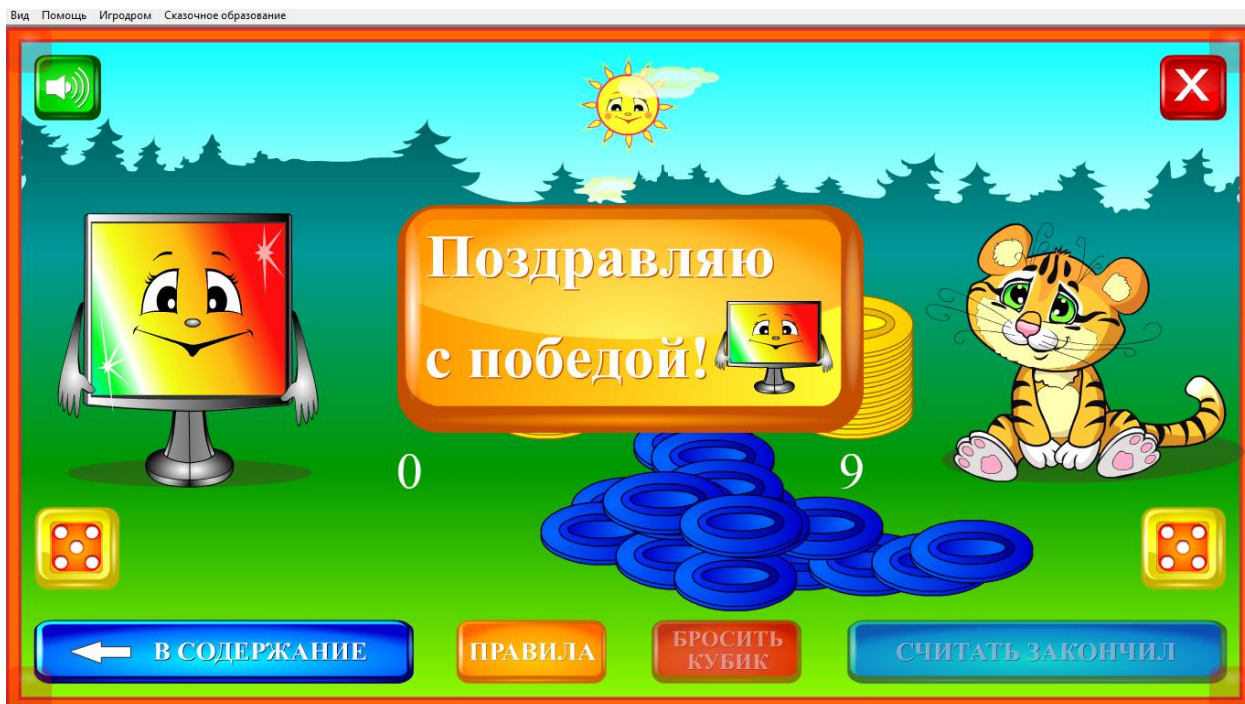 Вид Помощь Игродром Сказочное образование
X
Поздравляю
с победой!
0
9
В СОДЕРЖАНИЕ
ПРАВИЛА
БРОСИТЬ
КУБИК
СЧИТАТЬ ЗАКОНЧИЛ